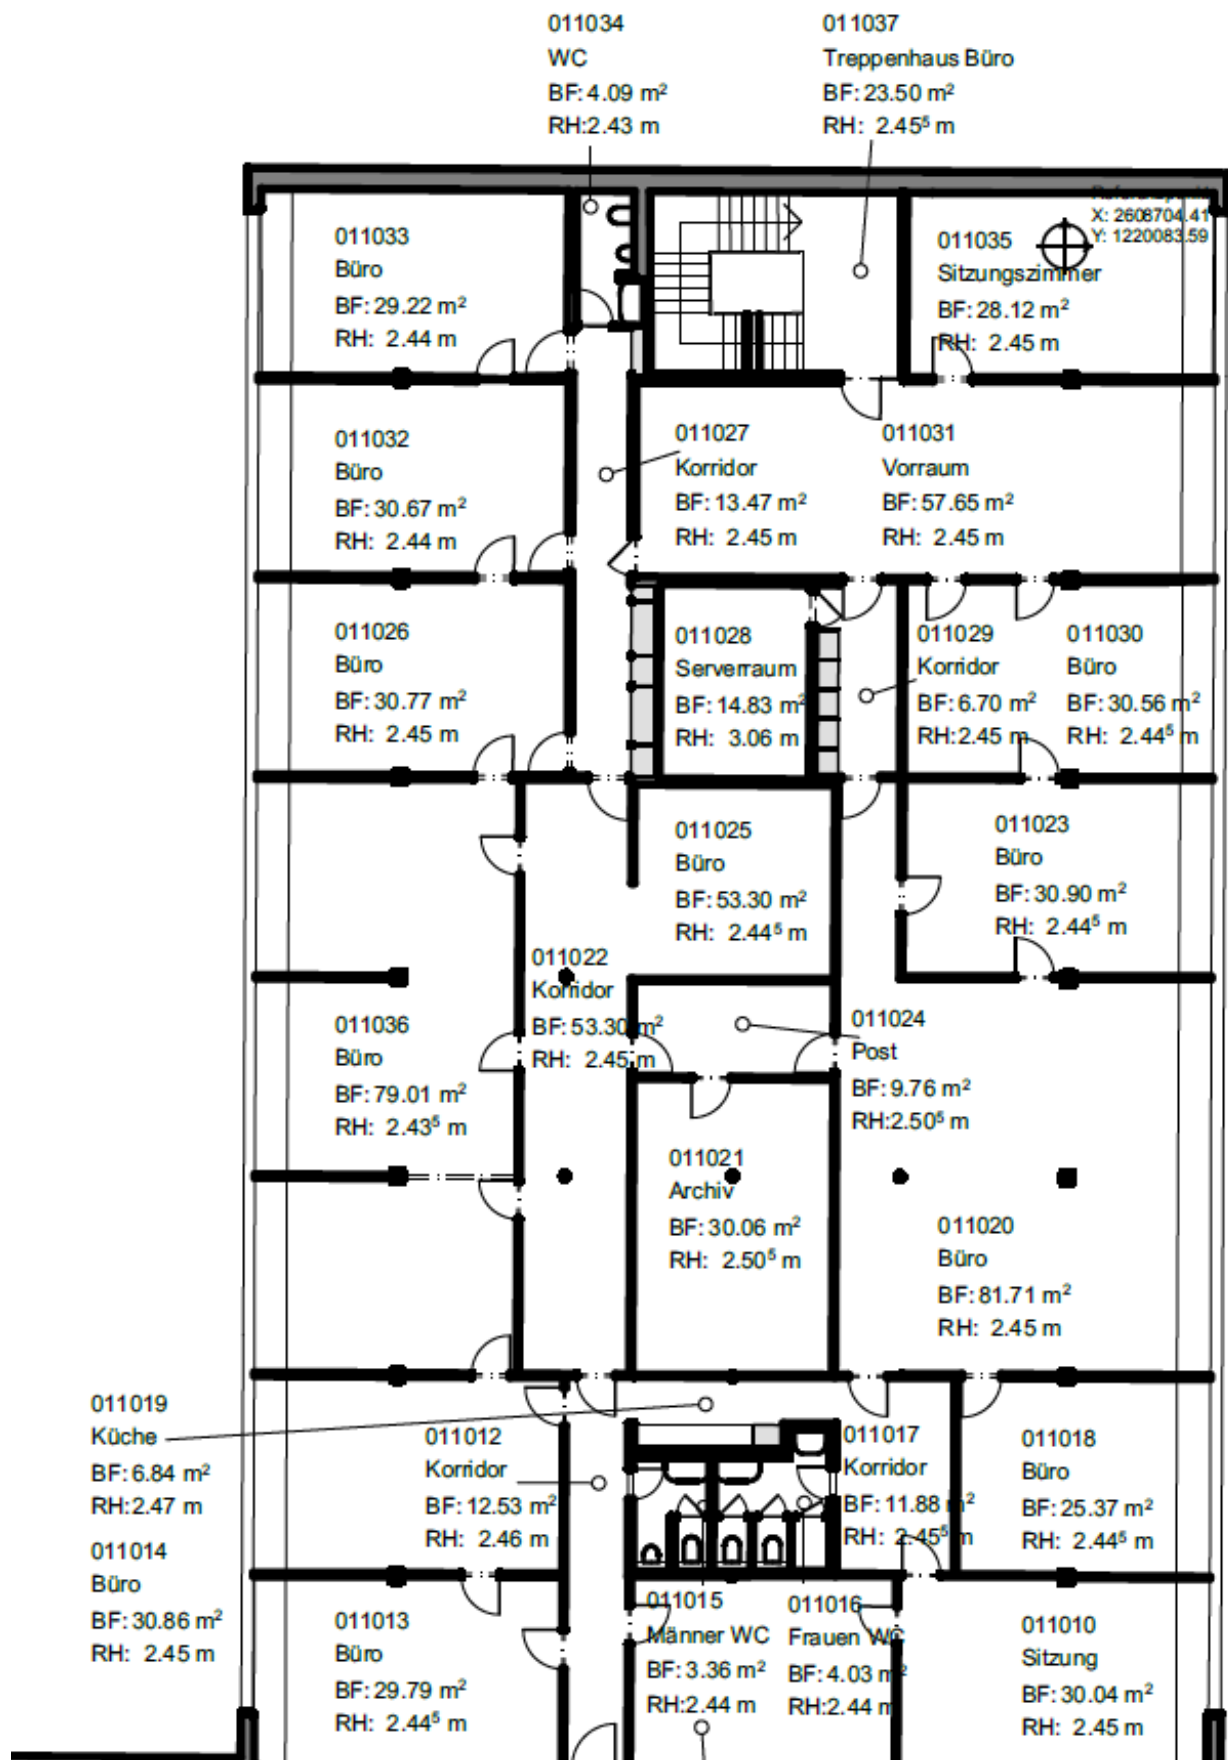 011034
WC
BF: 4.09 m²
RH:2.43 m
011037
Treppenhaus Büro
BF: 23.50 m²
RH: 2.45⁵ m
X: 2608704.41
Y: 1220083.59
011033
Büro
BF: 29.22 m²
RH: 2.44 m
011035
Sitzungszimmer
BF: 28.12 m²
RH: 2.45 m
011032
Büro
BF: 30.67 m²
RH: 2.44 m
011027
Korridor
BF: 13.47 m²
RH: 2.45 m
011031
Vorraum
BF: 57.65 m²
RH: 2.45 m
011026
Büro
BF: 30.77 m²
RH: 2.45 m
011028
Serverraum
BF: 14.83 m²
RH: 3.06 m
011029
Korridor
BF: 6.70 m²
RH:2.45 m
011030
Büro
BF: 30.56 m²
RH: 2.44⁵ m
011025
Büro
BF: 53.30 m²
RH: 2.44⁵ m
011023
Büro
BF: 30.90 m²
RH: 2.44⁵ m
011022
Korridor
BF: 53.30 m²
RH: 2.45 m
011036
Büro
BF: 79.01 m²
RH: 2.43⁵ m
011024
Post
BF: 9.76 m²
RH:2.50⁵ m
011021
Archiv
BF: 30.06 m²
RH: 2.50⁵ m
011020
Büro
BF: 81.71 m²
RH: 2.45 m
011019
Küche
BF: 6.84 m²
RH:2.47 m
011012
Korridor
BF: 12.53 m²
RH: 2.46 m
011017
Korridor
BF: 11.88 m²
RH: 2.45⁵ m
011018
Büro
BF: 25.37 m²
RH: 2.44⁵ m
011014
Büro
BF: 30.86 m²
RH: 2.45 m
011013
Büro
BF: 29.79 m²
RH: 2.44⁵ m
011015
Männer WC
BF: 3.36 m²
RH:2.44 m
011016
Frauen WC
BF: 4.03 m²
RH:2.44 m
011010
Sitzung
BF: 30.04 m²
RH: 2.45 m